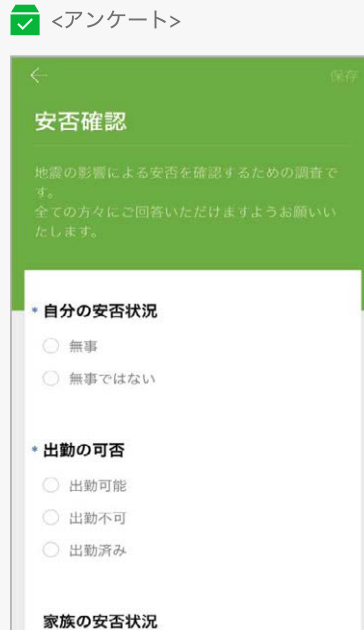 <アンケート>
保存
安否確認
地震の影響による安否を確認するための調査で
す。
全ての方々にご回答いただけますようお願いい
たします。
* 自分の安否状況
無事
無事ではない
* 出勤の可否
出勤可能
出勤不可
出勤済み
家族の安否状況